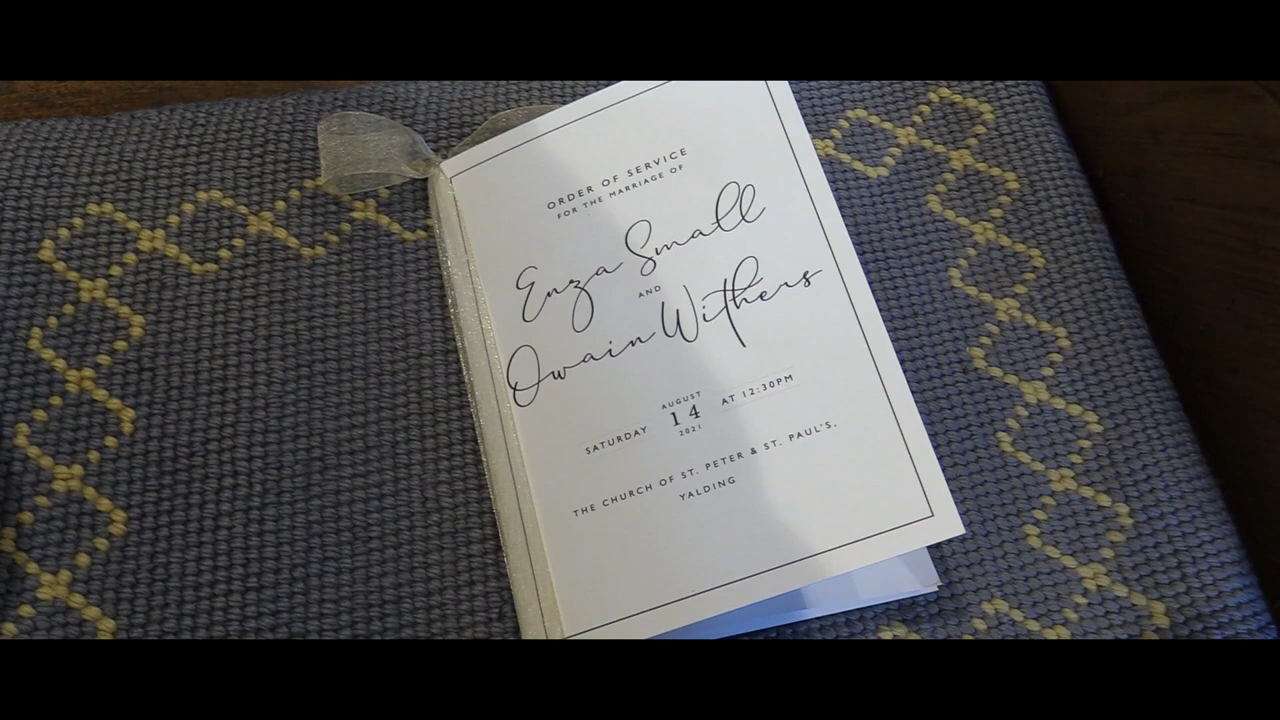 ORDER OF SERVICE
FOR THE MARRIAGE OF
Enza Small
AND
Owain Withers
SATURDAY AUGUST 14 2021 AT 12:30PM
THE CHURCH OF ST. PETER & ST. PAUL'S,
YALDING